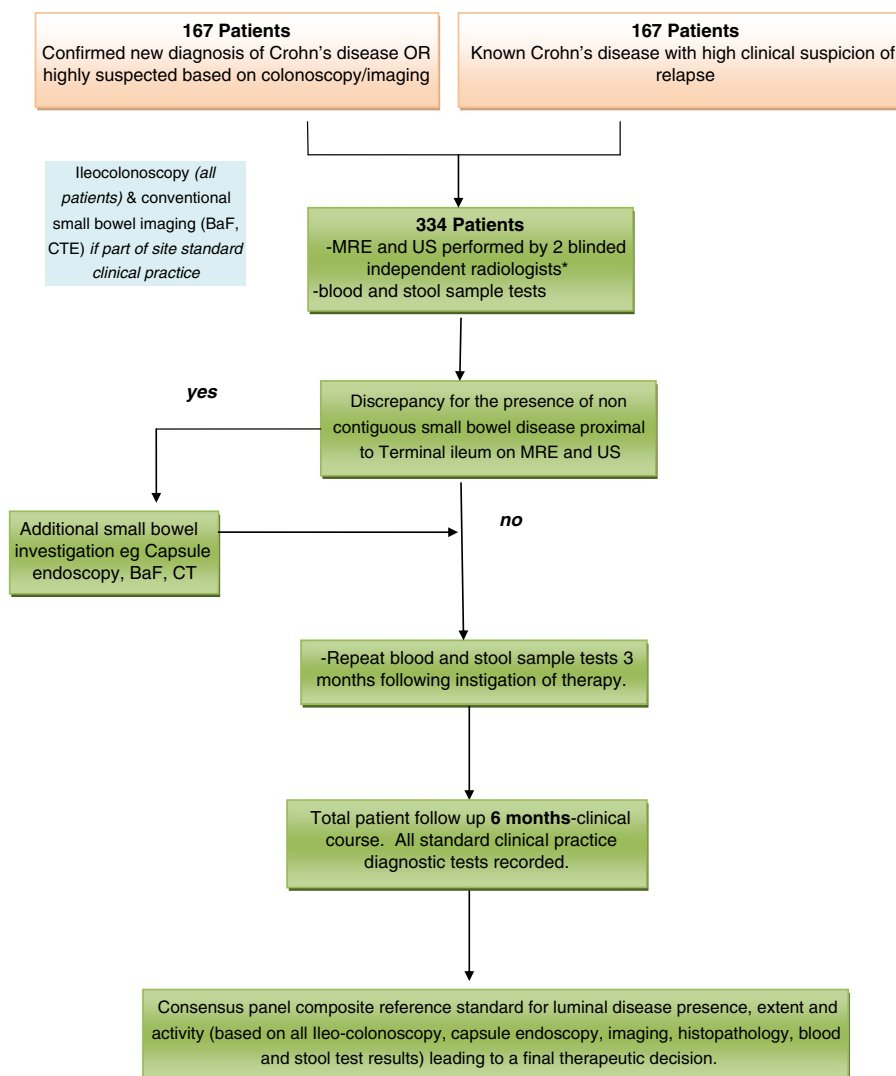 167 Patients
Confirmed new diagnosis of Crohn’s disease OR
highly suspected based on colonoscopy/imaging
167 Patients
Known Crohn’s disease with high clinical suspicion of
relapse
Ileocolonoscopy (all
patients) & conventional
small bowel imaging (BaF,
CTE) if part of site standard
clinical practice
334 Patients
-MRE and US performed by 2 blinded
independent radiologists*
-blood and stool sample tests
yes
Discrepancy for the presence of non
contiguous small bowel disease proximal
to Terminal ileum on MRE and US
no
Additional small bowel
investigation eg Capsule
endoscopy, BaF, CT
-Repeat blood and stool sample tests 3
months following instigation of therapy.
Total patient follow up 6 months-clinical
course. All standard clinical practice
diagnostic tests recorded.
Consensus panel composite reference standard for luminal disease presence, extent and
activity (based on all Ileo-colonoscopy, capsule endoscopy, imaging, histopathology, blood
and stool test results) leading to a final therapeutic decision.